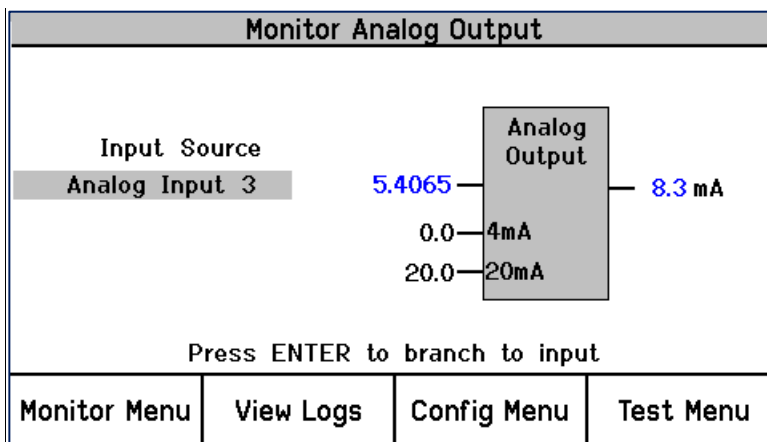 Monitor Analog Output
Input Source
Analog Input 3
Analog
Output
5.4065
8.3 mA
0.0 4mA
20.0 20mA
Press ENTER to branch to input
Monitor Menu View Logs Config Menu Test Menu